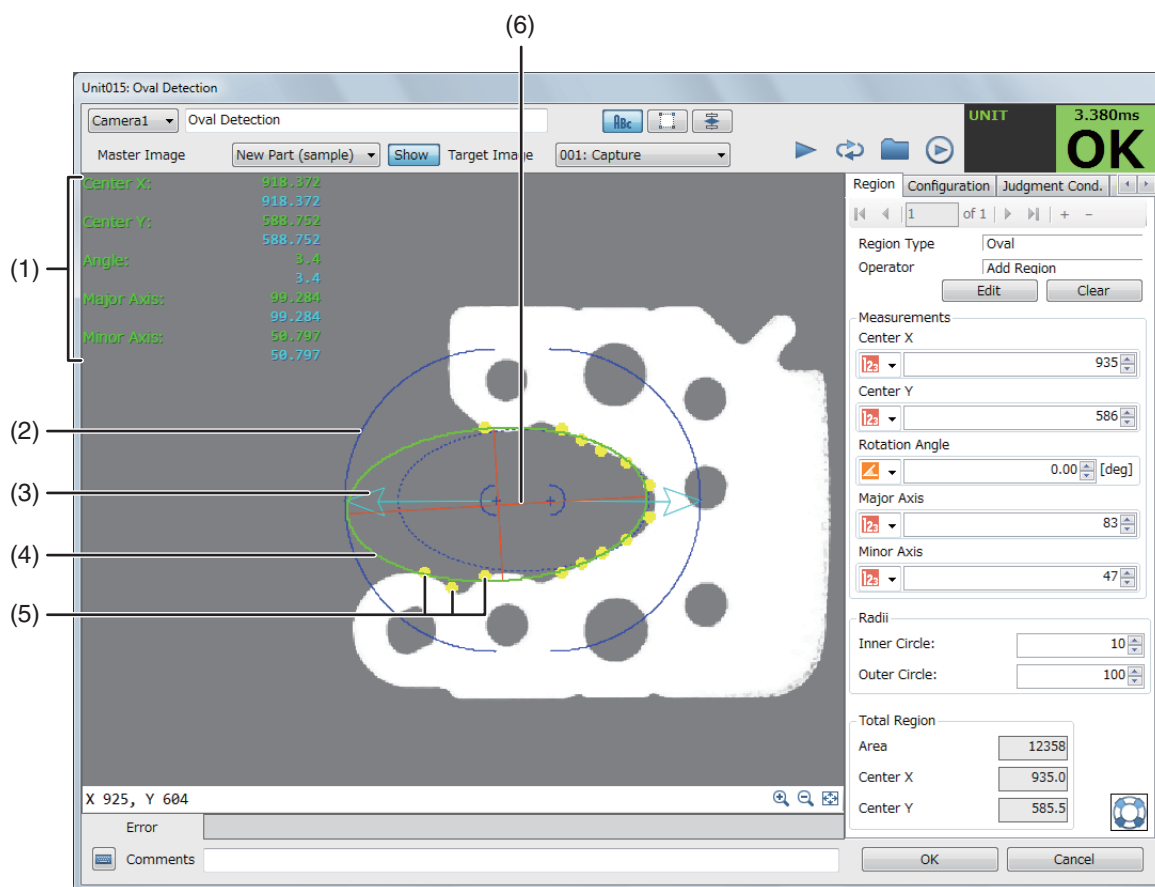 (6)
Unit015: Oval Detection
Camera1 Oval Detection ABC
UNIT 3.380ms
OK
Master Image New Part (sample) Show Target Image 001: Capture
Center X: 918.372
918.372
Center Y: 588.752
588.752
Angle: 3.4
3.4
Major Axis: 99.284
99.284
Minor Axis: 50.797
50.797
(1)
(2)
(3)
(4)
(5)
Region Configuration Judgment Cond.
1 of 1 + −
Region Type Oval
Operator Add Region
Edit Clear
Measurements
Center X
123 935
Center Y
123 586
Rotation Angle
0.00 [deg]
Major Axis
123 83
Minor Axis
123 47
Radii
Inner Circle: 10
Outer Circle: 100
Total Region
Area 12358
Center X 935.0
Center Y 585.5
X 925, Y 604
Error
Comments
OK Cancel